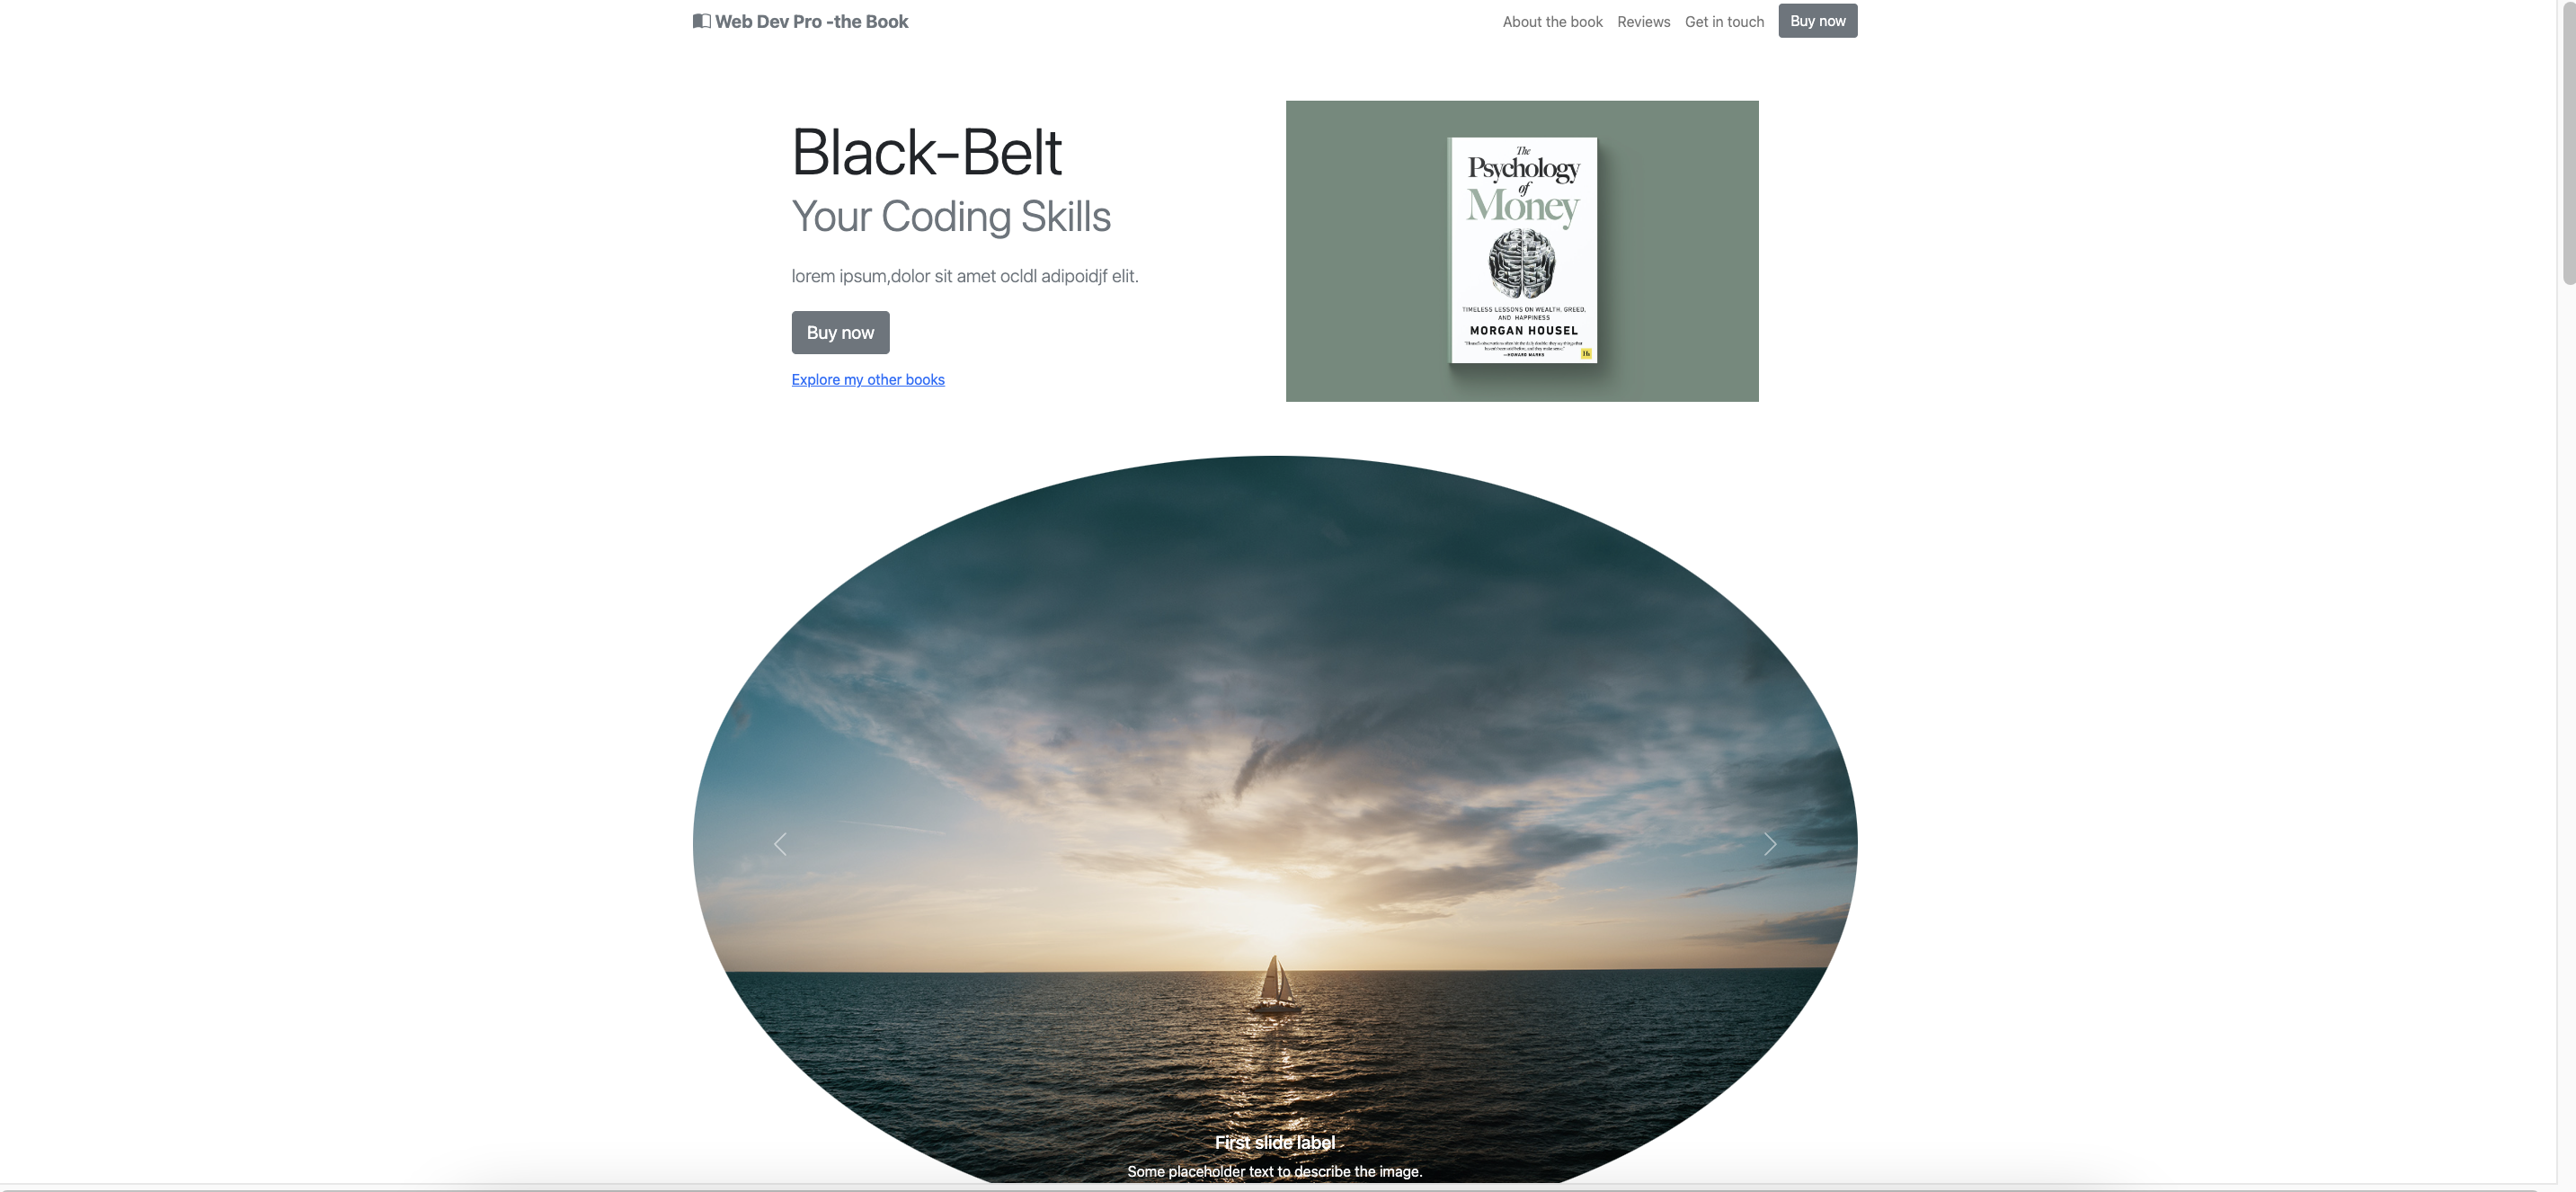 Web Dev Pro -the Book
About the book
Reviews
Get in touch
Buy now
Black-Belt
Your Coding Skills
lorem ipsum,dolor sit amet ocldl adipoidjf elit.
Buy now
Explore my other books
The
Psychology
of
Money
TIMELESS LESSONS ON WEALTH, GREED,
AND HAPPINESS
MORGAN HOUSEL
—HOWARD MARKS
First slide label
Some placeholder text to describe the image.